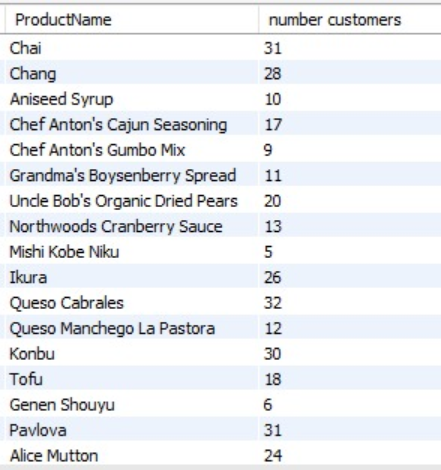 ProductName number customers
Chai 31
Chang 28
Aniseed Syrup 10
Chef Anton's Cajun Seasoning 17
Chef Anton's Gumbo Mix 9
Grandma's Boysenberry Spread 11
Uncle Bob's Organic Dried Pears 20
Northwoods Cranberry Sauce 13
Mishi Kobe Niku 5
Ikura 26
Queso Cabrales 32
Queso Manchego La Pastora 12
Konbu 30
Tofu 18
Genen Shouyu 6
Pavlova 31
Alice Mutton 24